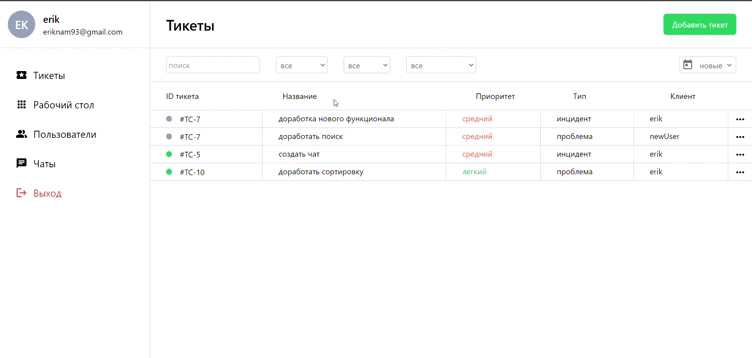 EK
erik
eriknam93@gmail.com
Тикеты
Рабочий стол
Пользователи
Чаты
Выход
Тикеты
Добавить тикет
поиск
все
все
все
новые
ID тикета Название Приоритет Тип Клиент
#TC-7 доработка нового функционала средний инцидент erik
#TC-7 доработать поиск средний проблема newUser
#TC-5 создать чат средний инцидент erik
#TC-10 доработать сортировку легкий проблема erik